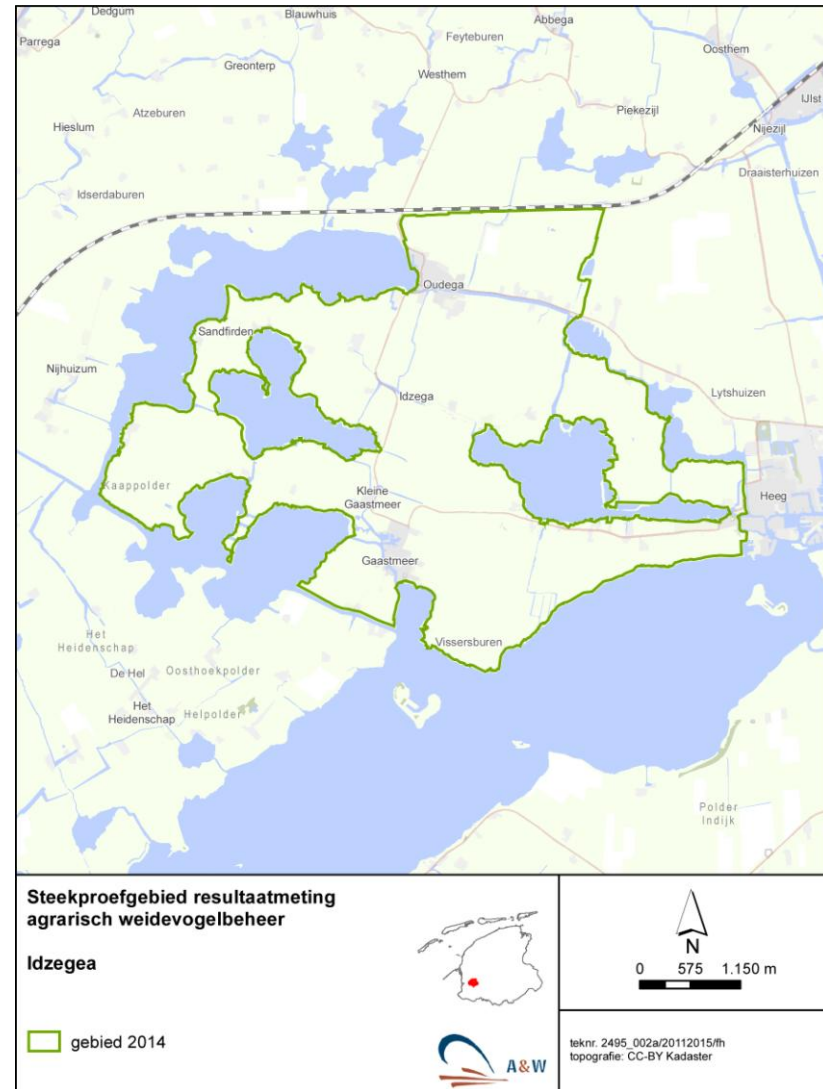 Dedgum
Blauwhuis
Abbega
Parrega
Feyteburen
Oosthem
Greonterp
Westhem
IJlst
Atzeburen
Piekezijl
Hieslum
Nijezijl
Draaisterhuizen
Idserdaburen
Oudega
Sandfirden
Nijhuizum
Lytshuizen
Idzega
Kaappolder
Kleine
Gaastmeer
Heeg
Gaastmeer
Het
Heidenschap
Vissersburen
De Hel
Oosthoekpolder
Het
Heidenschap
Helpolder
Polder
Indijk
Steekproefgebied resultaatmeting
agrarisch weidevogelbeheer
Idzegea
gebied 2014
A&W
N
0 575 1.150 m
teknr. 2495_002a/20112015/fh
topografie: CC-BY Kadaster